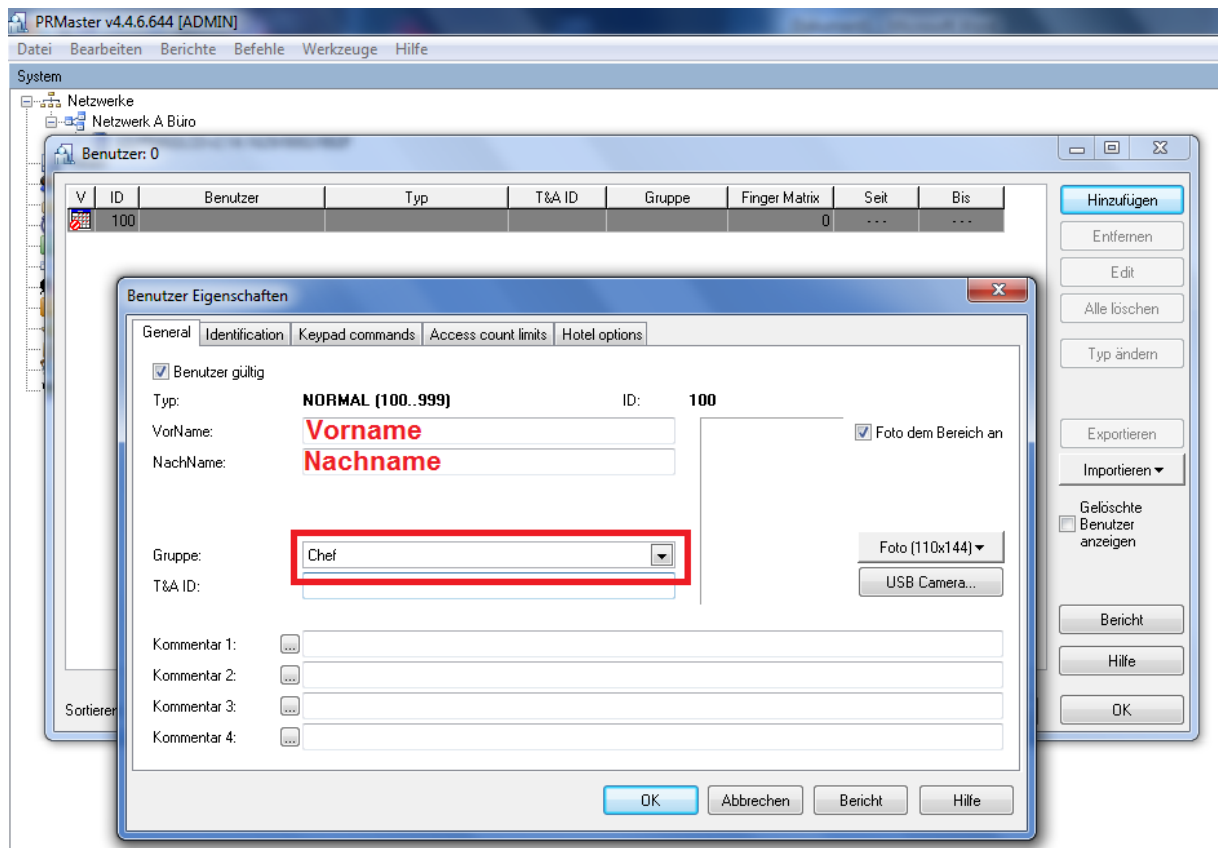 PRMaster v4.4.6.644 [ADMIN]
Datei Bearbeiten Berichte Befehle Werkzeuge Hilfe
System
Netzwerke
Netzwerk A Büro
Benutzer: 0
V ID Benutzer Typ T&A ID Gruppe Finger Matrix Seit Bis
100 0 - - - - - -
Hinzufügen
Entfernen
Edit
Alle löschen
Typ ändern
Exportieren
Importieren
Gelöschte
Benutzer
anzeigen
Bericht
Hilfe
OK
Sortieren
Benutzer Eigenschaften
General Identification Keypad commands Access count limits Hotel options
Benutzer gültig
Typ: NORMAL (100..999) ID: 100
VorName: Vorname
Foto dem Bereich an
NachName: Nachname
Gruppe: Chef
Foto (110x144)
T&A ID:
USB Camera...
Kommentar 1: ...
Kommentar 2: ...
Kommentar 3: ...
Kommentar 4: ...
OK Abbrechen Bericht Hilfe